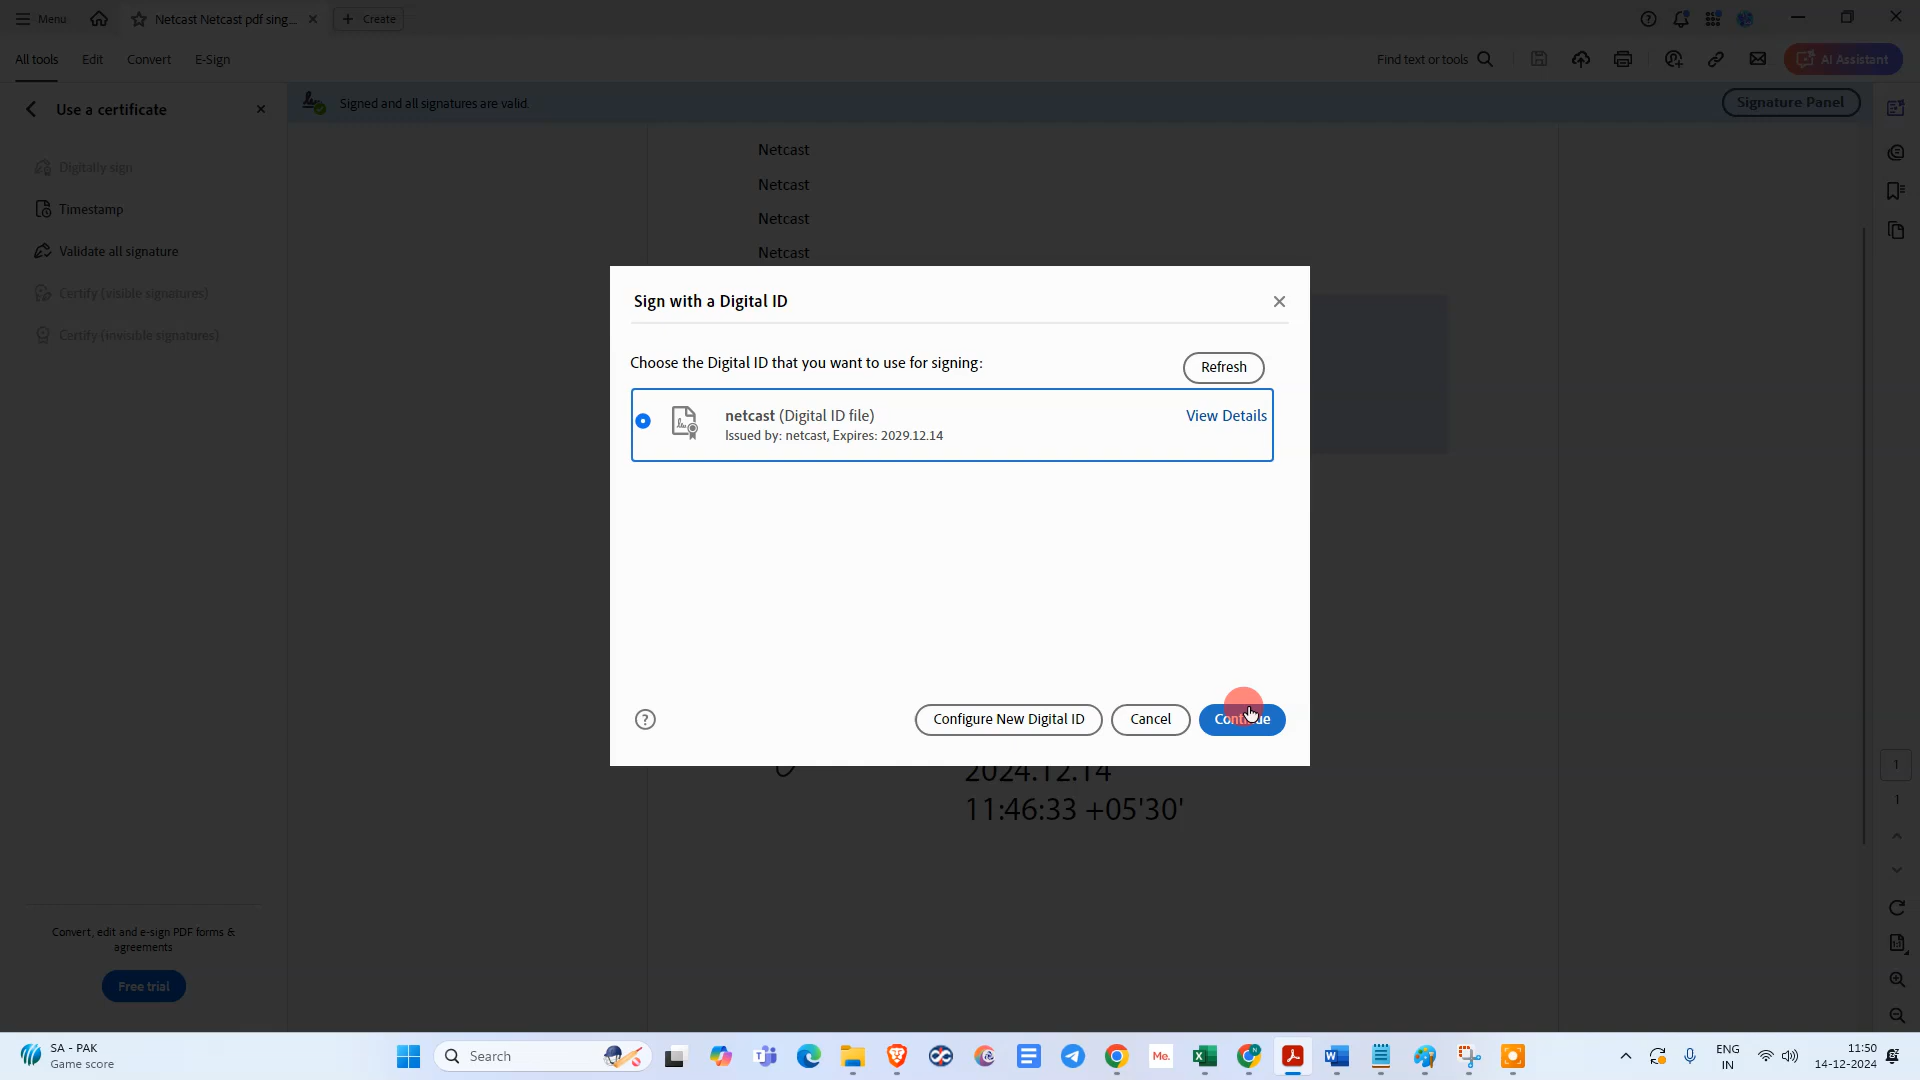 Menu
Netcast Netcast pdf sing...
Create
All tools
Edit
Convert
E-Sign
Find text or tools
AI Assistant
Use a certificate
Signed and all signatures are valid.
Signature Panel
Digitally sign
Timestamp
Validate all signature
Certify (visible signatures)
Certify (invisible signatures)
Netcast
Netcast
Netcast
Netcast
Sign with a Digital ID
Choose the Digital ID that you want to use for signing:
Refresh
netcast (Digital ID file)
View Details
Issued by: netcast, Expires: 2029.12.14
?
Configure New Digital ID
Cancel
Continue
2024.12.14
11:46:33 +05'30'
1
1
Convert, edit and e-sign PDF forms &
agreements
Free trial
SA - PAK
Game score
Search
Me.
ENG
IN
11:50
14-12-2024